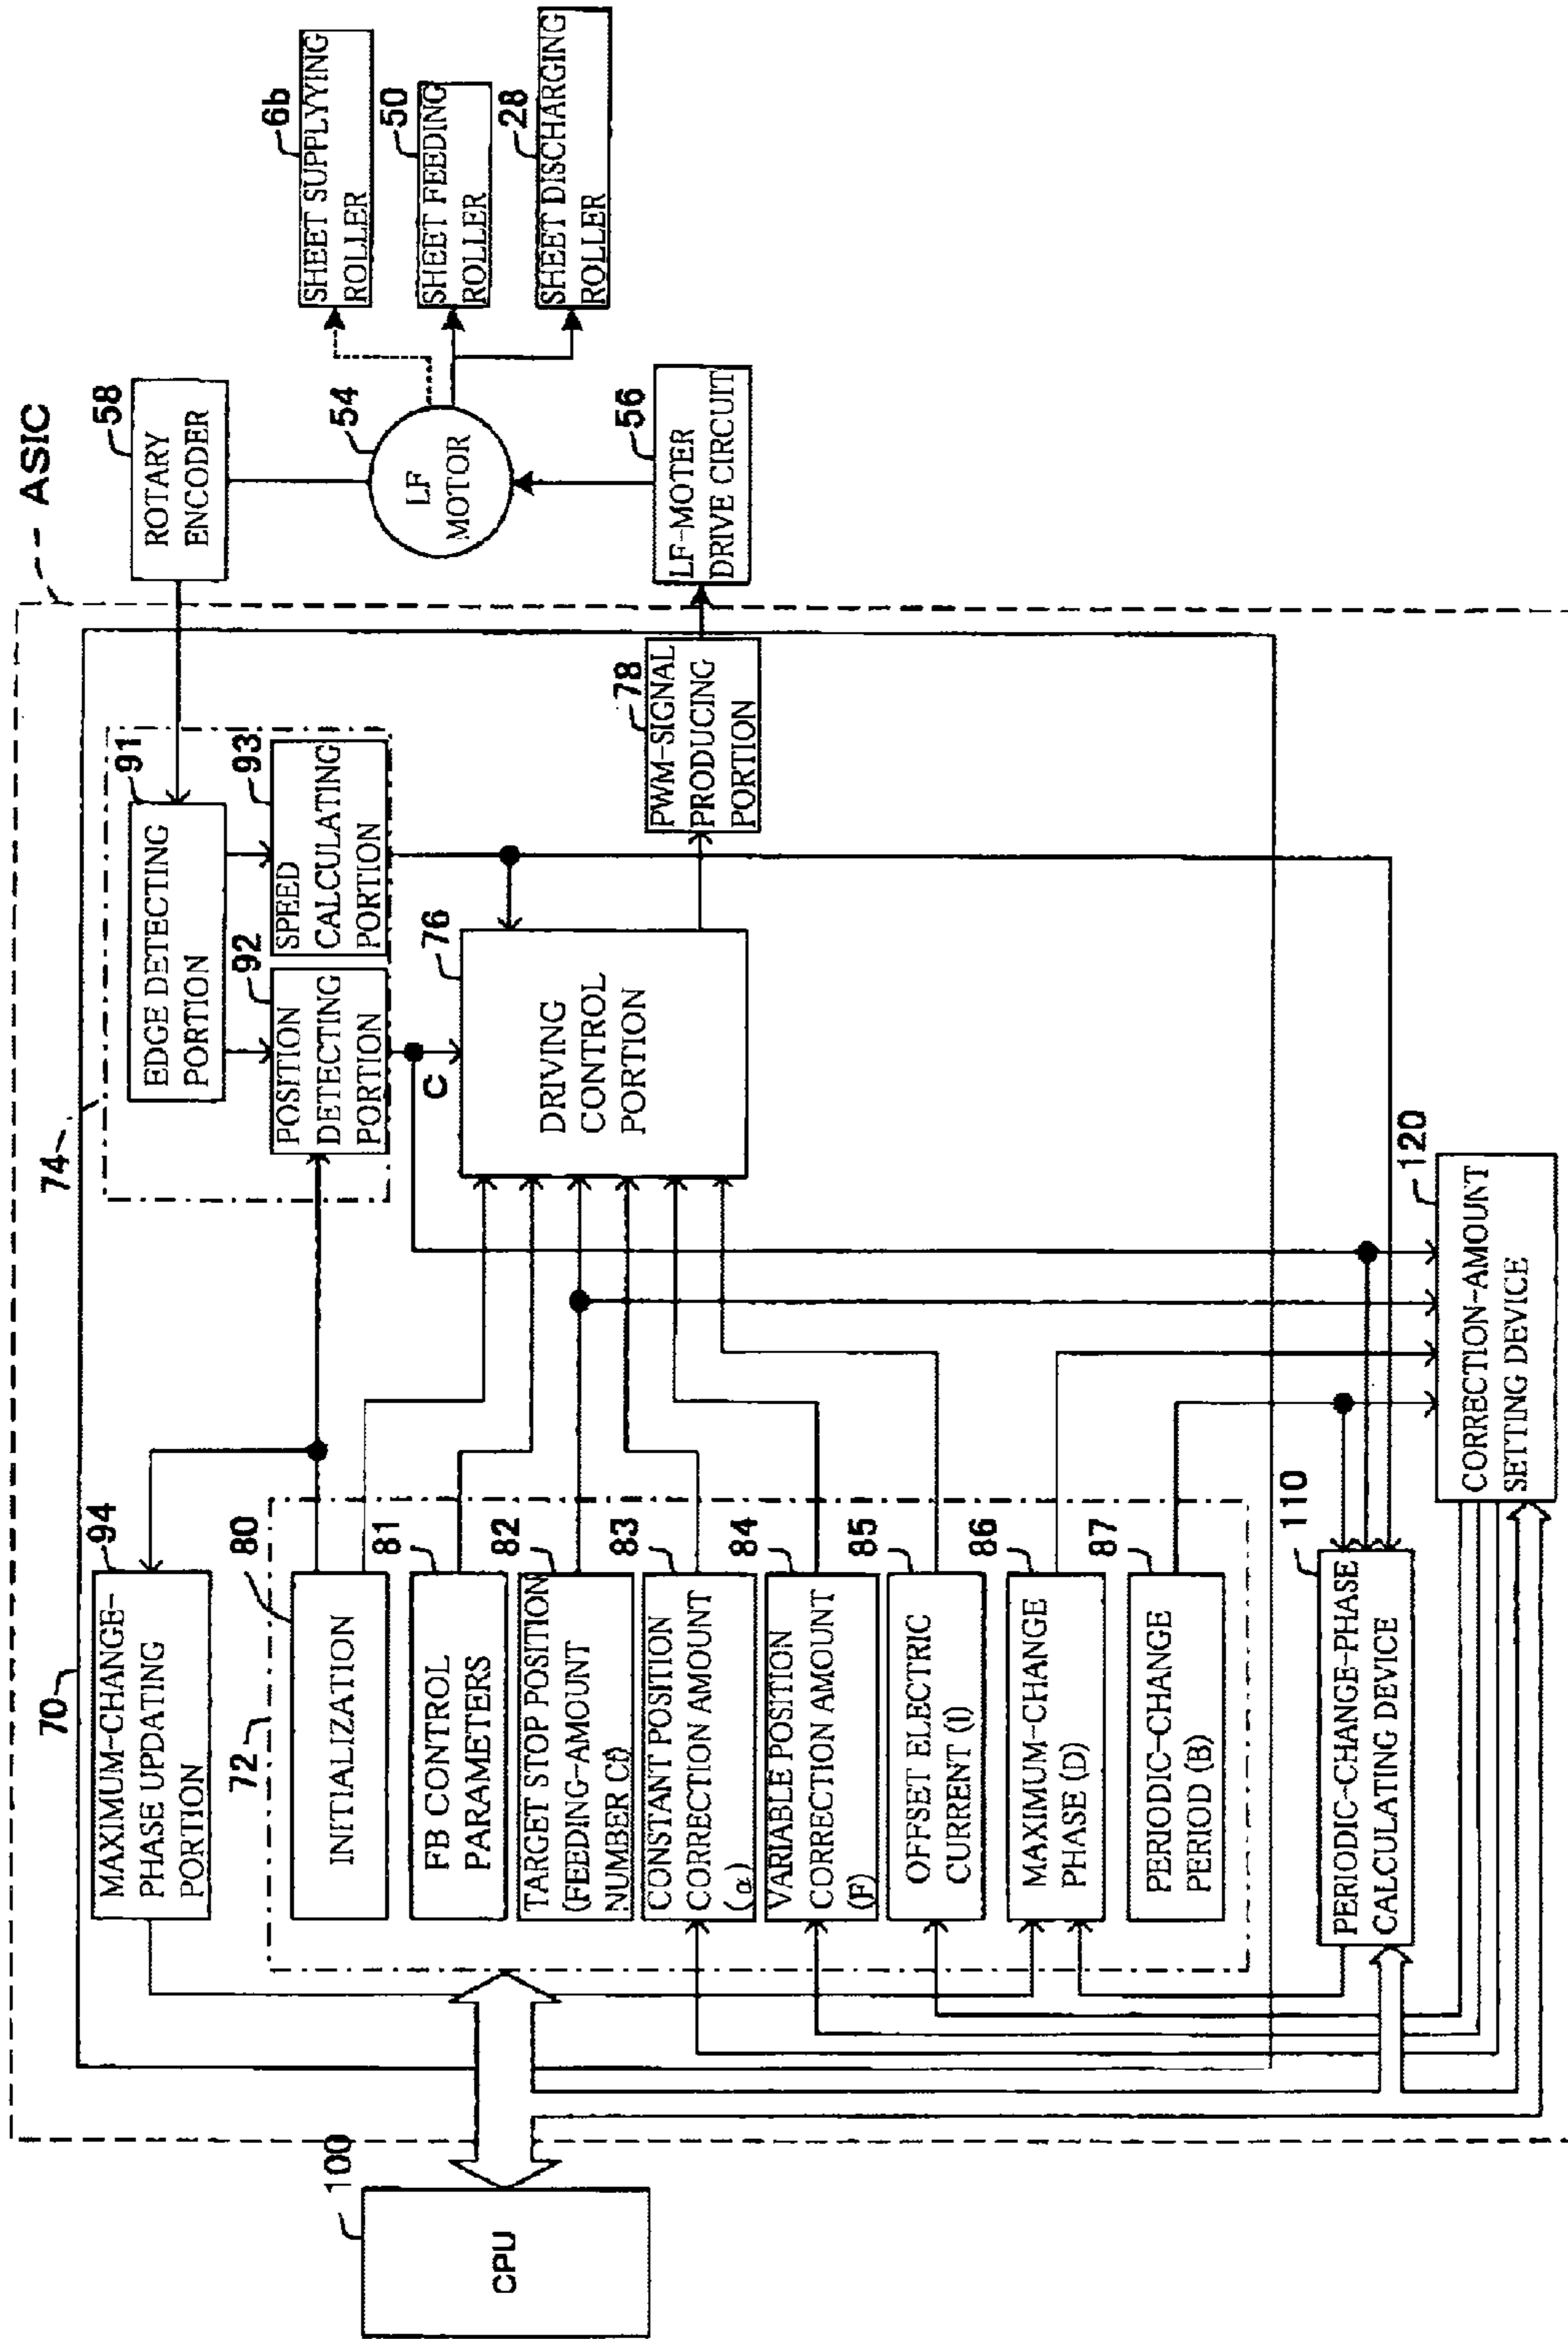 ASIC
100
CPU
70
94
MAXIMUM-CHANGE-
PHASE UPDATING
PORTION
72
80
INITIALIZATION
81
FB CONTROL
PARAMETERS
82
TARGET STOP POSITION
(FEEDING-AMOUNT
NUMBER Ct)
83
CONSTANT POSITION
CORRECTION AMOUNT
(α)
84
VARIABLE POSITION
CORRECTION AMOUNT
(F)
85
OFFSET ELECTRIC
CURRENT (I)
86
MAXIMUM-CHANGE
PHASE (D)
87
PERIODIC-CHANGE
PERIOD (B)
110
PERIODIC-CHANGE-PHASE
CALCULATING DEVICE
120
CORRECTION-AMOUNT
SETTING DEVICE
74
91
EDGE DETECTING
PORTION
92
POSITION
DETECTING
PORTION
93
SPEED
CALCULATING
PORTION
C
76
DRIVING
CONTROL
PORTION
78
PWM-SIGNAL
PRODUCING
PORTION
58
ROTARY
ENCODER
54
LF
MOTOR
56
LF-MOTER
DRIVE CIRCUIT
6b
SHEET SUPPLYYING
ROLLER
50
SHEET FEEDING
ROLLER
28
SHEET DISCHARGING
ROLLER